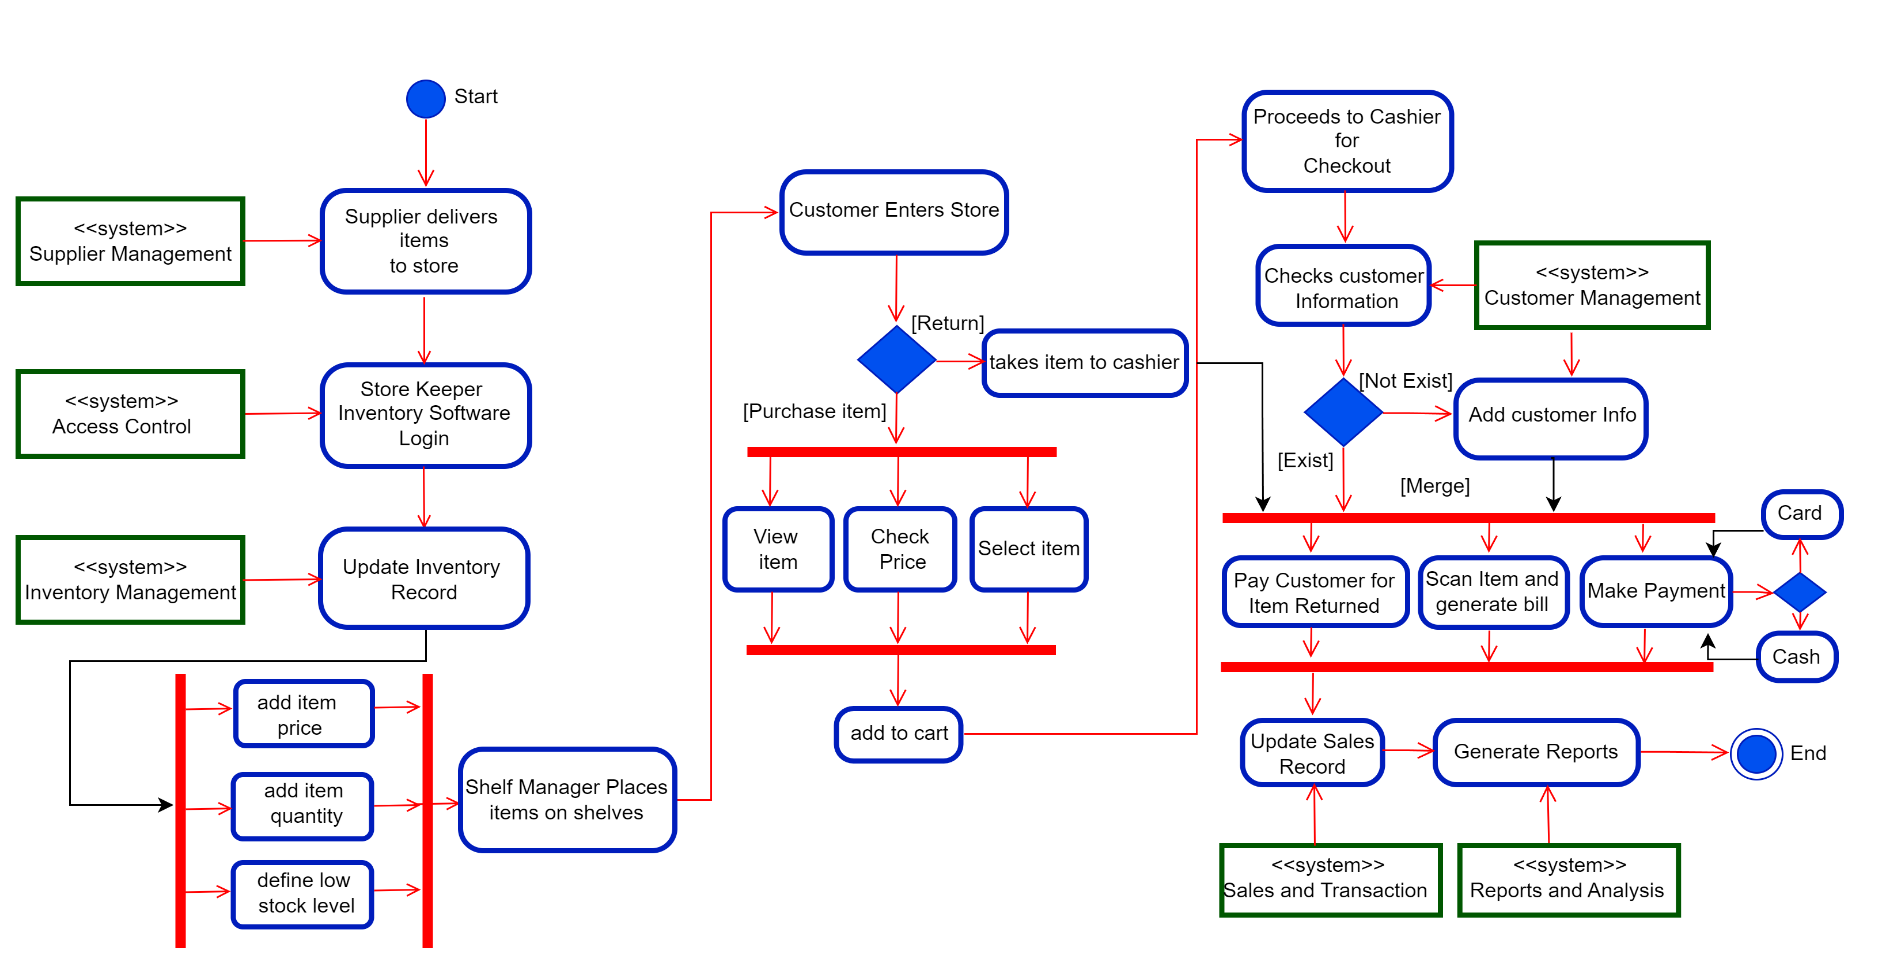 Start
<<system>>
Supplier Management
Supplier delivers
items
to store
<<system>>
Access Control
Store Keeper
Inventory Software
Login
<<system>>
Inventory Management
Update Inventory
Record
add item
price
add item
quantity
define low
stock level
Shelf Manager Places
items on shelves
Customer Enters Store
[Return]
takes item to cashier
[Purchase item]
View
item
Check
Price
Select item
add to cart
Proceeds to Cashier
for
Checkout
Checks customer
Information
<<system>>
Customer Management
[Not Exist]
Add customer Info
[Exist]
[Merge]
Pay Customer for
Item Returned
Scan Item and
generate bill
Make Payment
Card
Cash
Update Sales
Record
Generate Reports
End
<<system>>
Sales and Transaction
<<system>>
Reports and Analysis